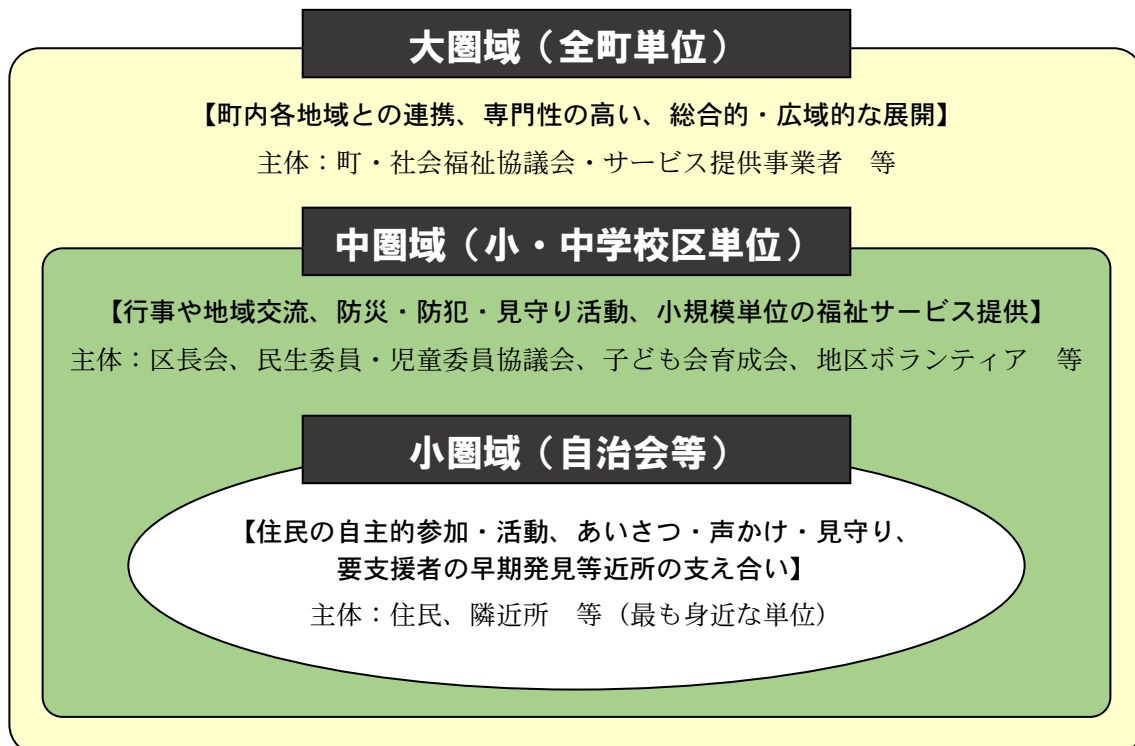 大圏域（全町単位）
【町内各地域との連携、専門性の高い、総合的・広域的な展開】
主体：町・社会福祉協議会・サービス提供事業者　等
中圏域（小・中学校区単位）
【行事や地域交流、防災・防犯・見守り活動、小規模単位の福祉サービス提供】
主体：区長会、民生委員・児童委員協議会、子ども会育成会、地区ボランティア　等
小圏域（自治会等）
【住民の自主的参加・活動、あいさつ・声かけ・見守り、
要支援者の早期発見等近所の支え合い】
主体：住民、隣近所　等（最も身近な単位）